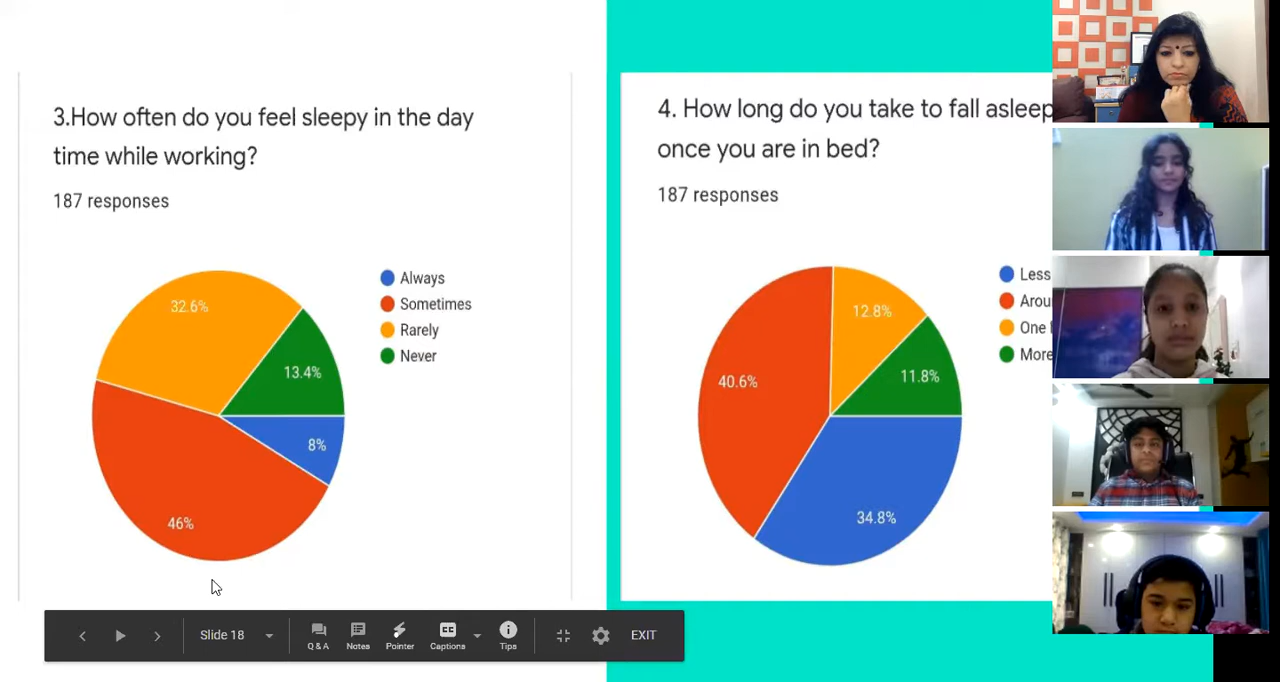 3.How often do you feel sleepy in the day
time while working?
187 responses
32.6%
13.4%
8%
46%
Always
Sometimes
Rarely
Never
4. How long do you take to fall asleep
once you are in bed?
187 responses
12.8%
40.6%
11.8%
34.8%
Less
Arou
One
More
Slide 18
Q & A
Notes
Pointer
CC
Captions
Tips
EXIT